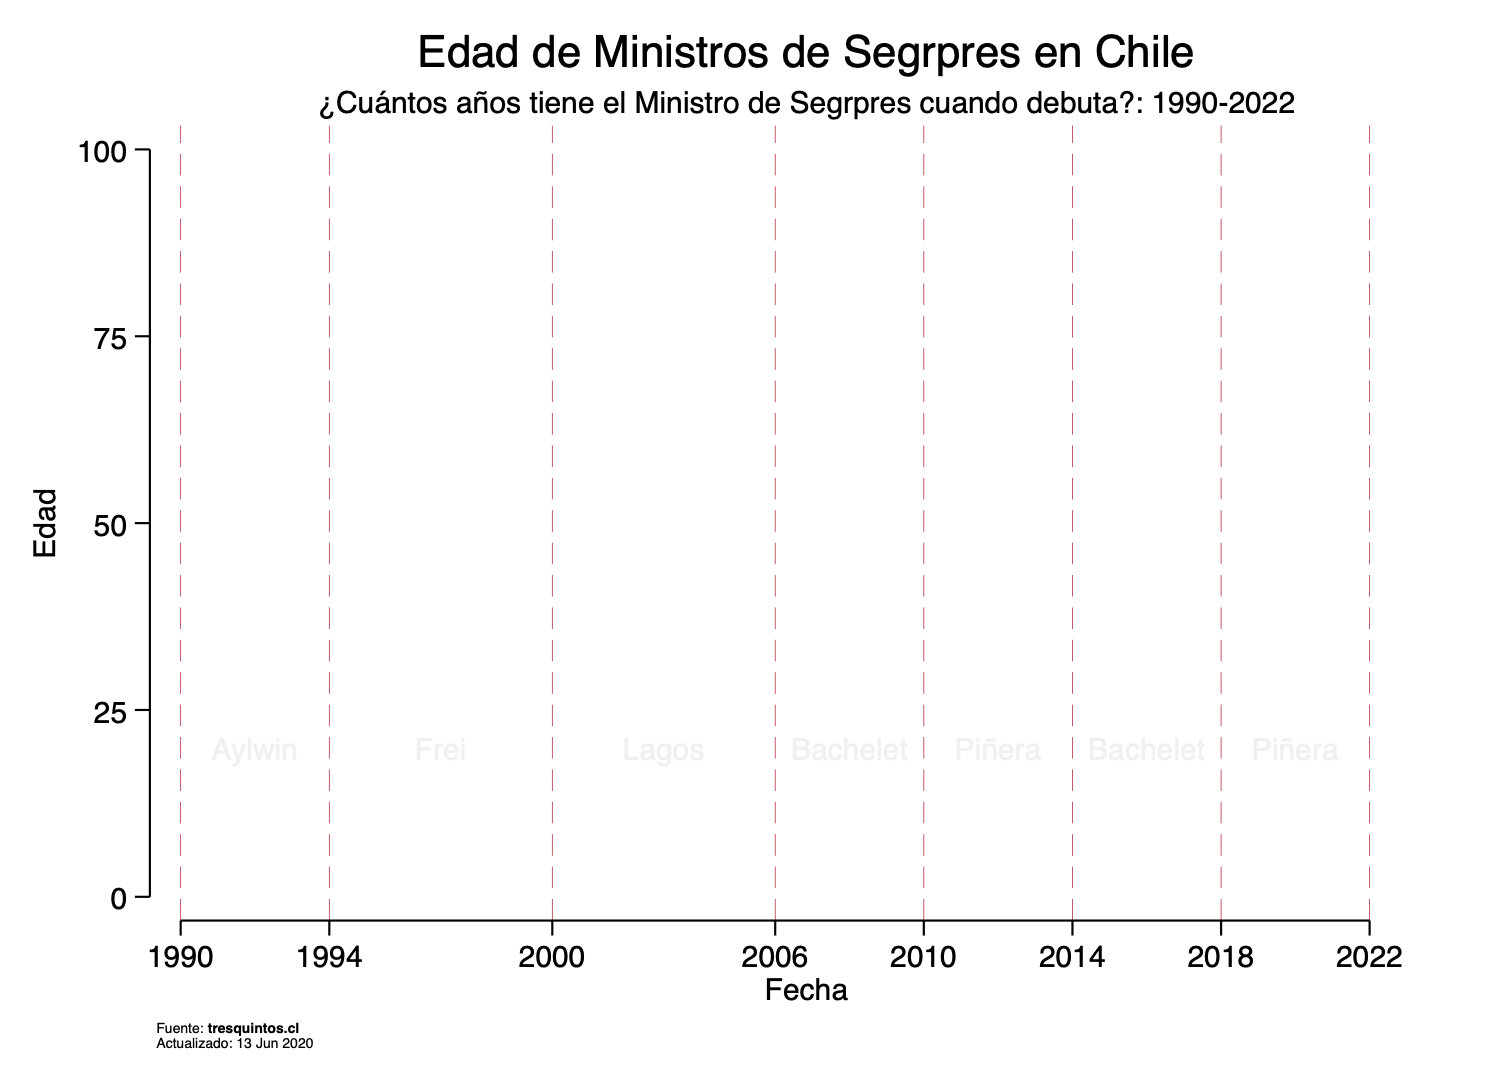 Edad de Ministros de Segrpres en Chile
¿Cuántos años tiene el Ministro de Segrpres cuando debuta?: 1990-2022
100
75
50
25
0
Edad
Aylwin Frei Lagos Bachelet Piñera Bachelet Piñera
1990 1994 2000 2006 2010 2014 2018 2022
Fecha
Fuente: tresquintos.cl
Actualizado: 13 Jun 2020